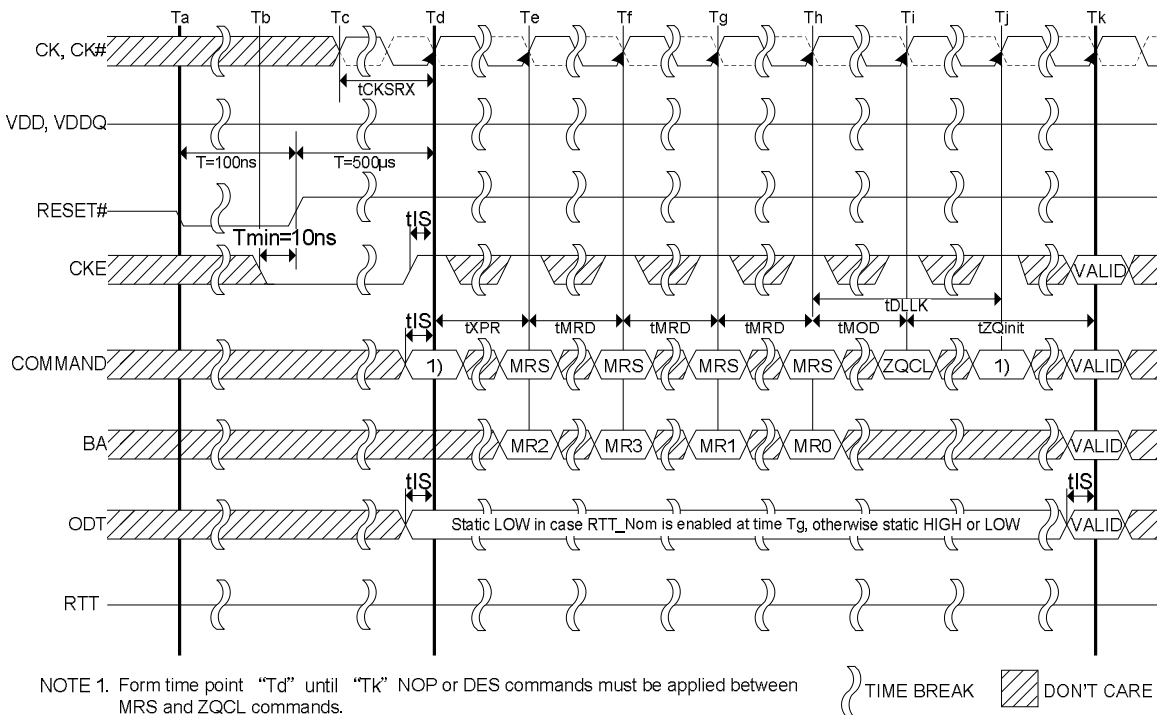 Ta Tb Tc Td Te Tf Tg Th Ti Tj Tk
CK, CK#
tCKSRX
VDD, VDDQ
T=100ns T=500µs
RESET#
tIS
Tmin=10ns
CKE VALID
tDLLK
tIS tXPR tMRD tMRD tMRD tMOD tZQinit
COMMAND 1) MRS MRS MRS MRS ZQCL 1) VALID
BA MR2 MR3 MR1 MR0 VALID
tIS tIS
ODT Static LOW in case RTT_Nom is enabled at time Tg, otherwise static HIGH or LOW VALID
RTT
NOTE 1. Form time point “Td” until “Tk” NOP or DES commands must be applied between
MRS and ZQCL commands.
TIME BREAK DON'T CARE